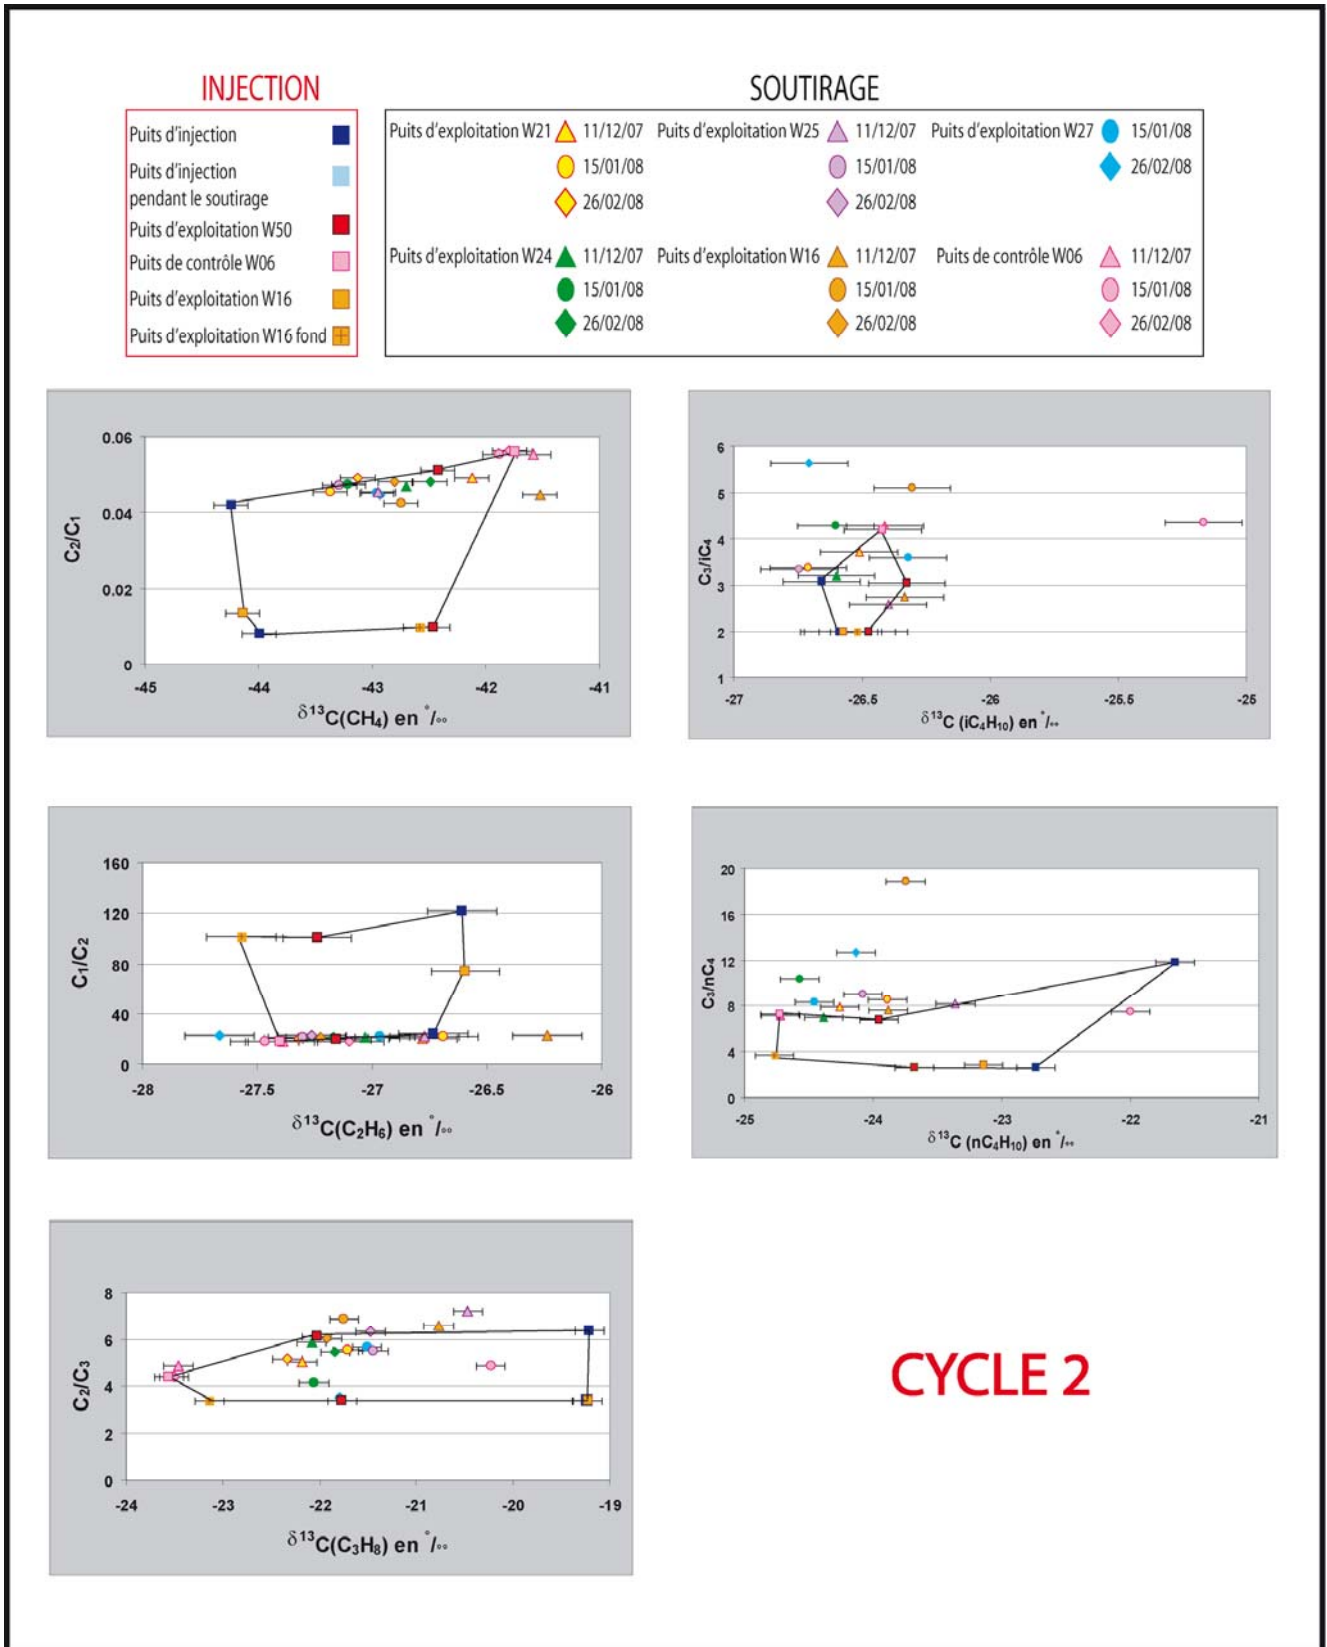 INJECTION
Puits d'injection
Puits d'injection
pendant le soutirage
Puits d'exploitation W50
Puits de contrôle W06
Puits d'exploitation W16
Puits d'exploitation W16 fond
SOUTIRAGE
Puits d'exploitation W21 11/12/07 Puits d'exploitation W25 11/12/07 Puits d'exploitation W27 15/01/08
15/01/08 15/01/08 26/02/08
26/02/08 26/02/08
Puits d'exploitation W24 11/12/07 Puits d'exploitation W16 11/12/07 Puits de contrôle W06 11/12/07
15/01/08 15/01/08 15/01/08
26/02/08 26/02/08 26/02/08
C₂/C₁
0.06
0.04
0.02
0
-45 -44 -43 -42 -41
δ¹³C(CH₄) en °/°°
C₃/iC₄
6
5
4
3
2
1
-27 -26.5 -26 -25.5 -25
δ¹³C (iC₄H₁₀) en °/°°
C₁/C₂
160
120
80
40
0
-28 -27.5 -27 -26.5 -26
δ¹³C(C₂H₆) en °/°°
C₃/nC₄
20
16
12
8
4
0
-25 -24 -23 -22 -21
δ¹³C (nC₄H₁₀) en °/°°
C₂/C₃
8
6
4
2
0
-24 -23 -22 -21 -20 -19
δ¹³C(C₃H₈) en °/°°
CYCLE 2